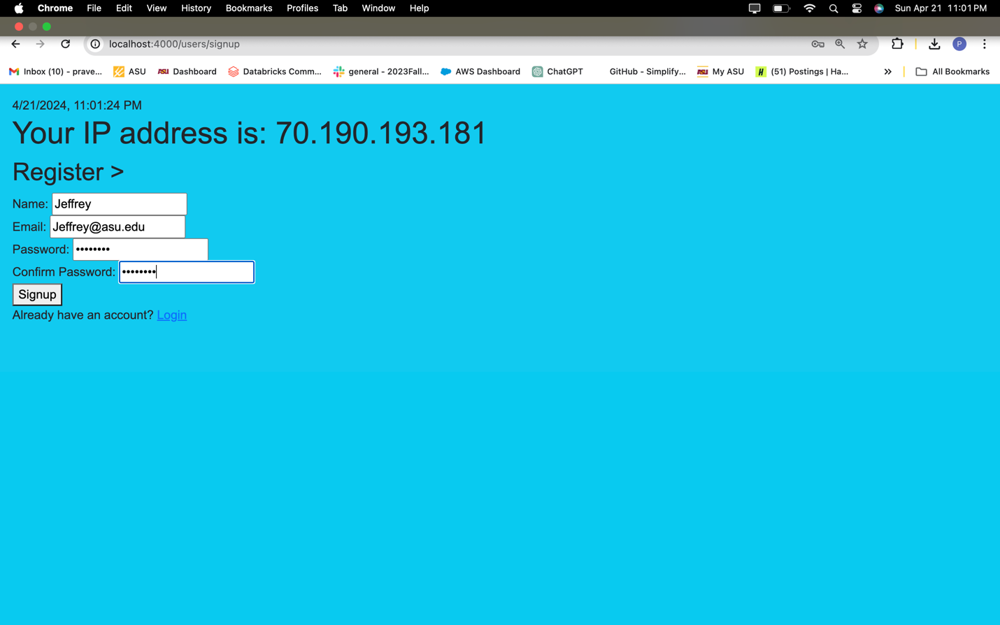 Chrome File Edit View History Bookmarks Profiles Tab Window Help Sun Apr 21 11:01 PM
localhost:4000/users/signup P
Inbox (10) - prave... ASU ASU Dashboard Databricks Comm... general - 2023Fall... AWS Dashboard ChatGPT GitHub - Simplify... ASU My ASU H (51) Postings | Ha... » All Bookmarks
4/21/2024, 11:01:24 PM
Your IP address is: 70.190.193.181
Register >
Name: Jeffrey
Email: Jeffrey@asu.edu
Password: ••••••••
Confirm Password: ••••••••
Signup
Already have an account? Login